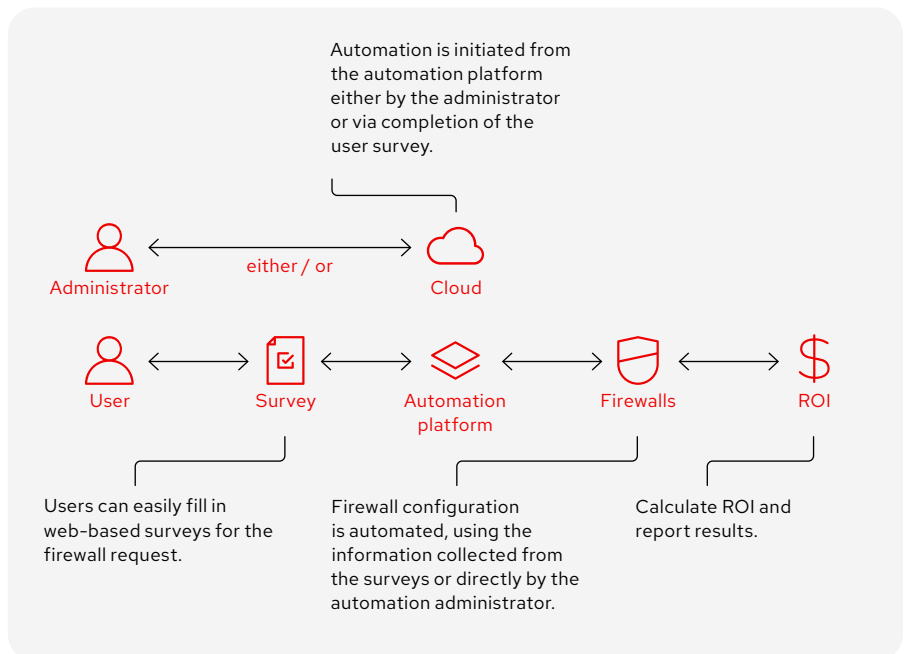 Automation is initiated from
the automation platform
either by the administrator
or via completion of the
user survey.
either / or
Administrator
Cloud
User
Survey
Automation
platform
Firewalls
ROI
Users can easily fill in
web-based surveys for the
firewall request.
Firewall configuration
is automated, using the
information collected from
the surveys or directly by the
automation administrator.
Calculate ROI and
report results.